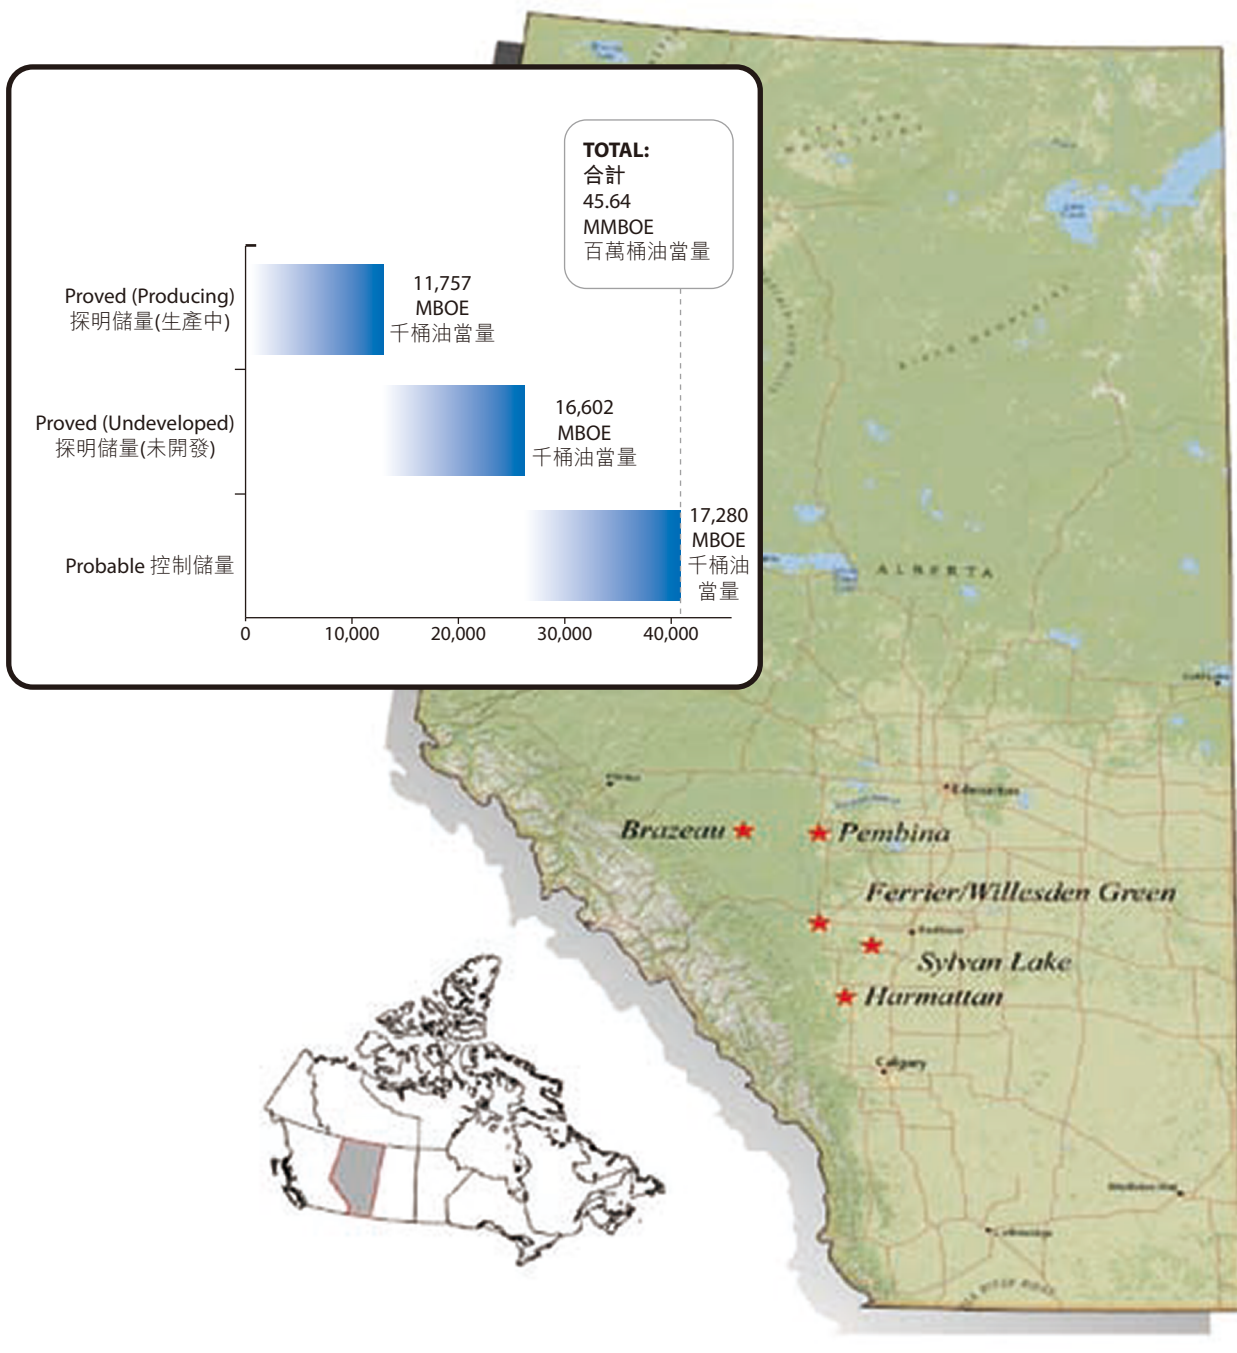 TOTAL:
合計
45.64
MMBOE
百萬桶油當量
Proved (Producing)
探明儲量(生產中)
11,757
MBOE
千桶油當量
Proved (Undeveloped)
探明儲量(未開發)
16,602
MBOE
千桶油當量
Probable 控制儲量
17,280
MBOE
千桶油
當量
0 10,000 20,000 30,000 40,000
ALBERTA
Edmonton
Brazeau
Pembina
Ferrier/Willesden Green
Sylvan Lake
Harmattan
Calgary